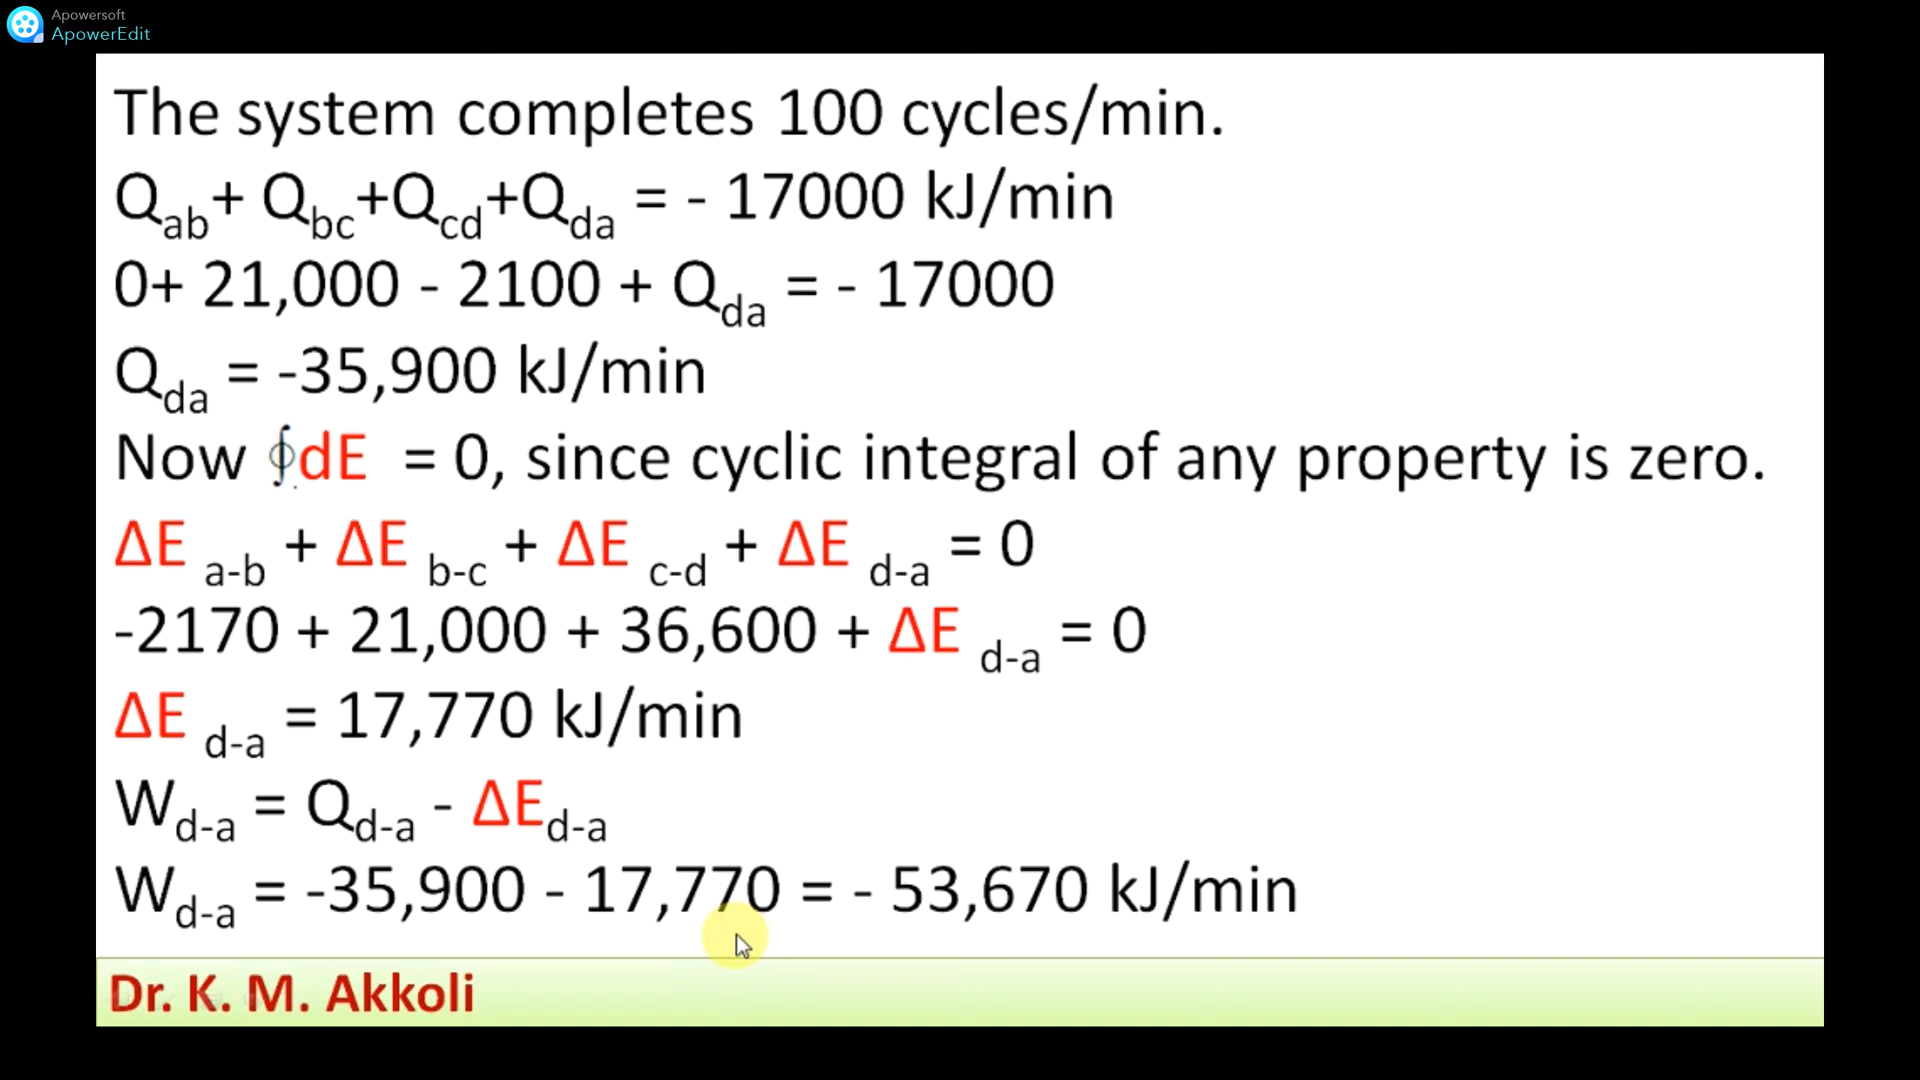 Apowersoft
ApowerEdit
The system completes 100 cycles/min.
Qab+ Qbc+Qcd+Qda = - 17000 kJ/min
0+ 21,000 - 2100 + Qda = - 17000
Qda = -35,900 kJ/min
Now ∮dE = 0, since cyclic integral of any property is zero.
ΔE a-b + ΔE b-c + ΔE c-d + ΔE d-a = 0
-2170 + 21,000 + 36,600 + ΔE d-a = 0
ΔE d-a = 17,770 kJ/min
Wd-a = Qd-a - ΔEd-a
Wd-a = -35,900 - 17,770 = - 53,670 kJ/min
Dr. K. M. Akkoli